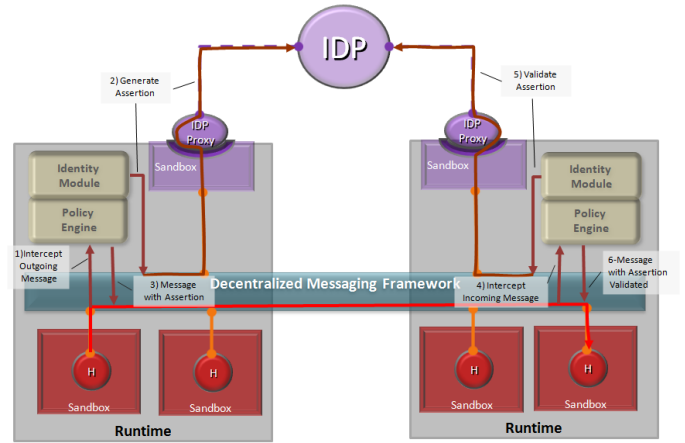 IDP
2) Generate
Assertion
5) Validate
Assertion
IDP
Proxy
IDP
Proxy
Sandbox
Sandbox
Identity
Module
Identity
Module
Policy
Engine
Policy
Engine
1)Intercept
Outgoing
Message
6-Message
with Assertion
Validated
3) Message
with Assertion
Decentralized Messaging Framework
4) Intercept
Incoming Message
H
H
H
H
Sandbox
Sandbox
Sandbox
Sandbox
Runtime
Runtime